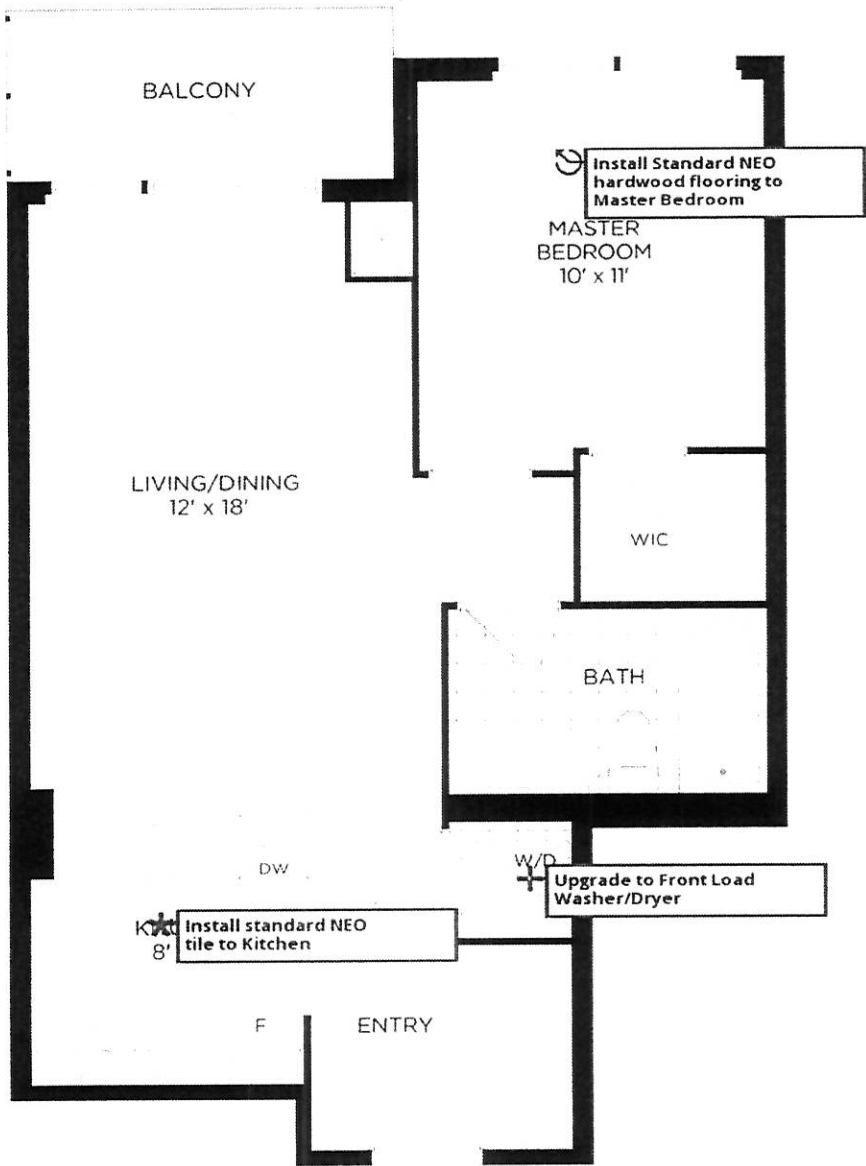 BALCONY
Install Standard NEO
hardwood flooring to
Master Bedroom
MASTER
BEDROOM
10' x 11'
LIVING/DINING
12' x 18'
WIC
BATH
DW
W/D
Upgrade to Front Load
Washer/Dryer
Install standard NEO
tile to Kitchen
8'
F
ENTRY